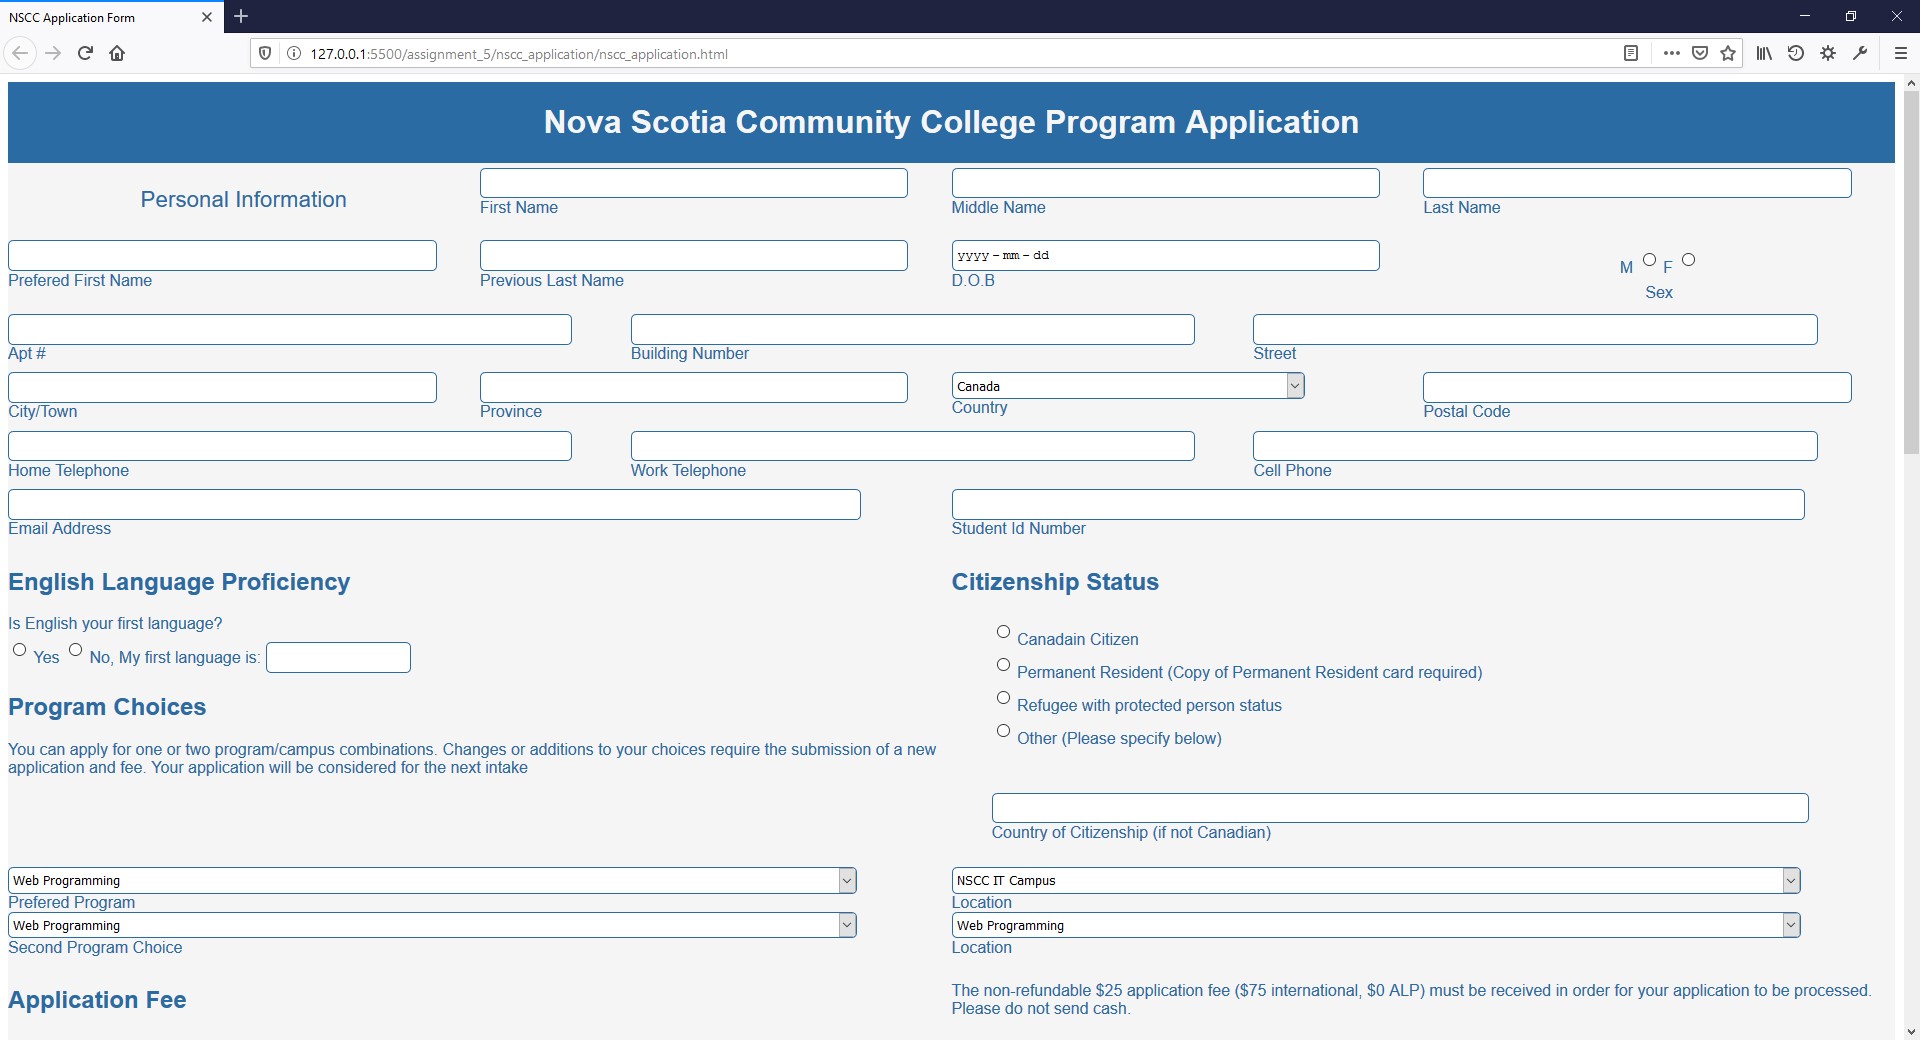 NSCC Application Form
127.0.0.1:5500/assignment_5/nscc_application/nscc_application.html
Nova Scotia Community College Program Application
Personal Information
First Name
Middle Name
Last Name
Prefered First Name
Previous Last Name
yyyy - mm - dd
D.O.B
M F
Sex
Apt #
Building Number
Street
City/Town
Province
Canada
Country
Postal Code
Home Telephone
Work Telephone
Cell Phone
Email Address
Student Id Number
English Language Proficiency
Is English your first language?
Yes No, My first language is:
Citizenship Status
Canadain Citizen
Permanent Resident (Copy of Permanent Resident card required)
Refugee with protected person status
Other (Please specify below)
Country of Citizenship (if not Canadian)
Program Choices
You can apply for one or two program/campus combinations. Changes or additions to your choices require the submission of a new
application and fee. Your application will be considered for the next intake
Web Programming
Prefered Program
NSCC IT Campus
Location
Web Programming
Second Program Choice
Web Programming
Location
Application Fee
The non-refundable $25 application fee ($75 international, $0 ALP) must be received in order for your application to be processed.
Please do not send cash.